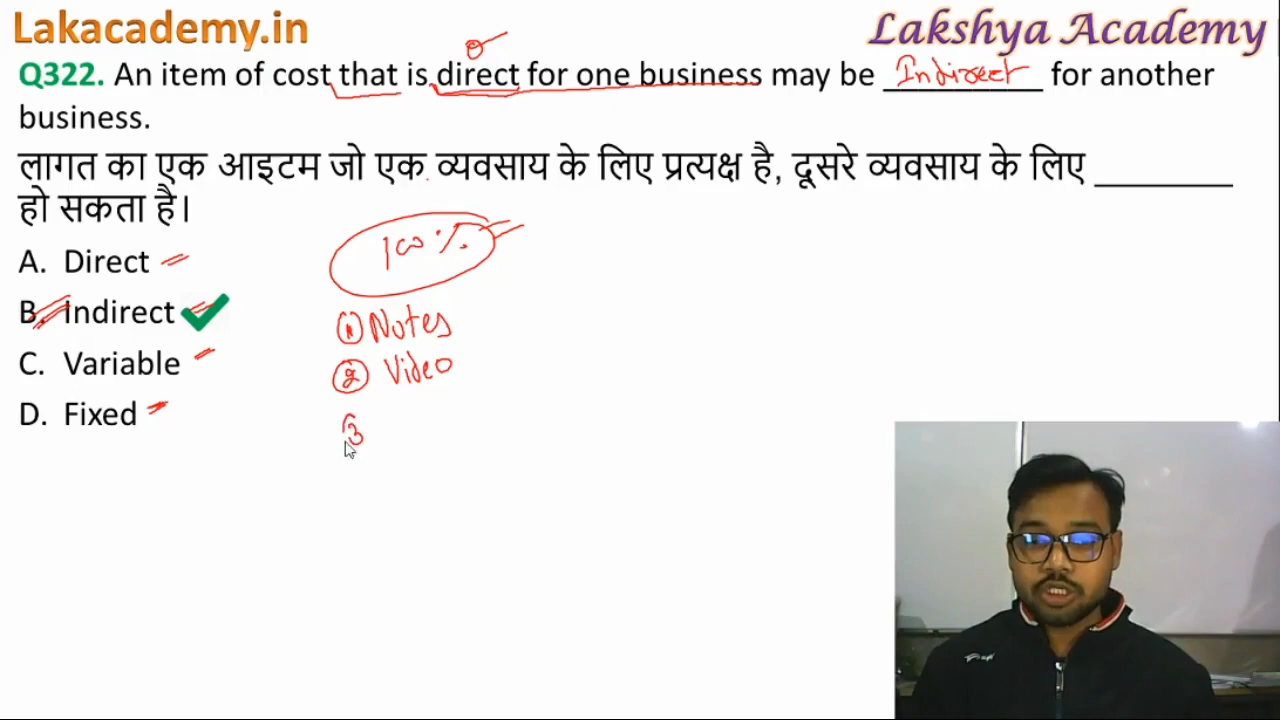 Lakacademy.in
Lakshya Academy
Q322. An item of cost that is direct for one business may be Indirect for another
business.
लागत का एक आइटम जो एक व्यवसाय के लिए प्रत्यक्ष है, दूसरे व्यवसाय के लिए ________
हो सकता है।
A. Direct
B. Indirect
C. Variable
D. Fixed
100%
1 Notes
2 Video
3